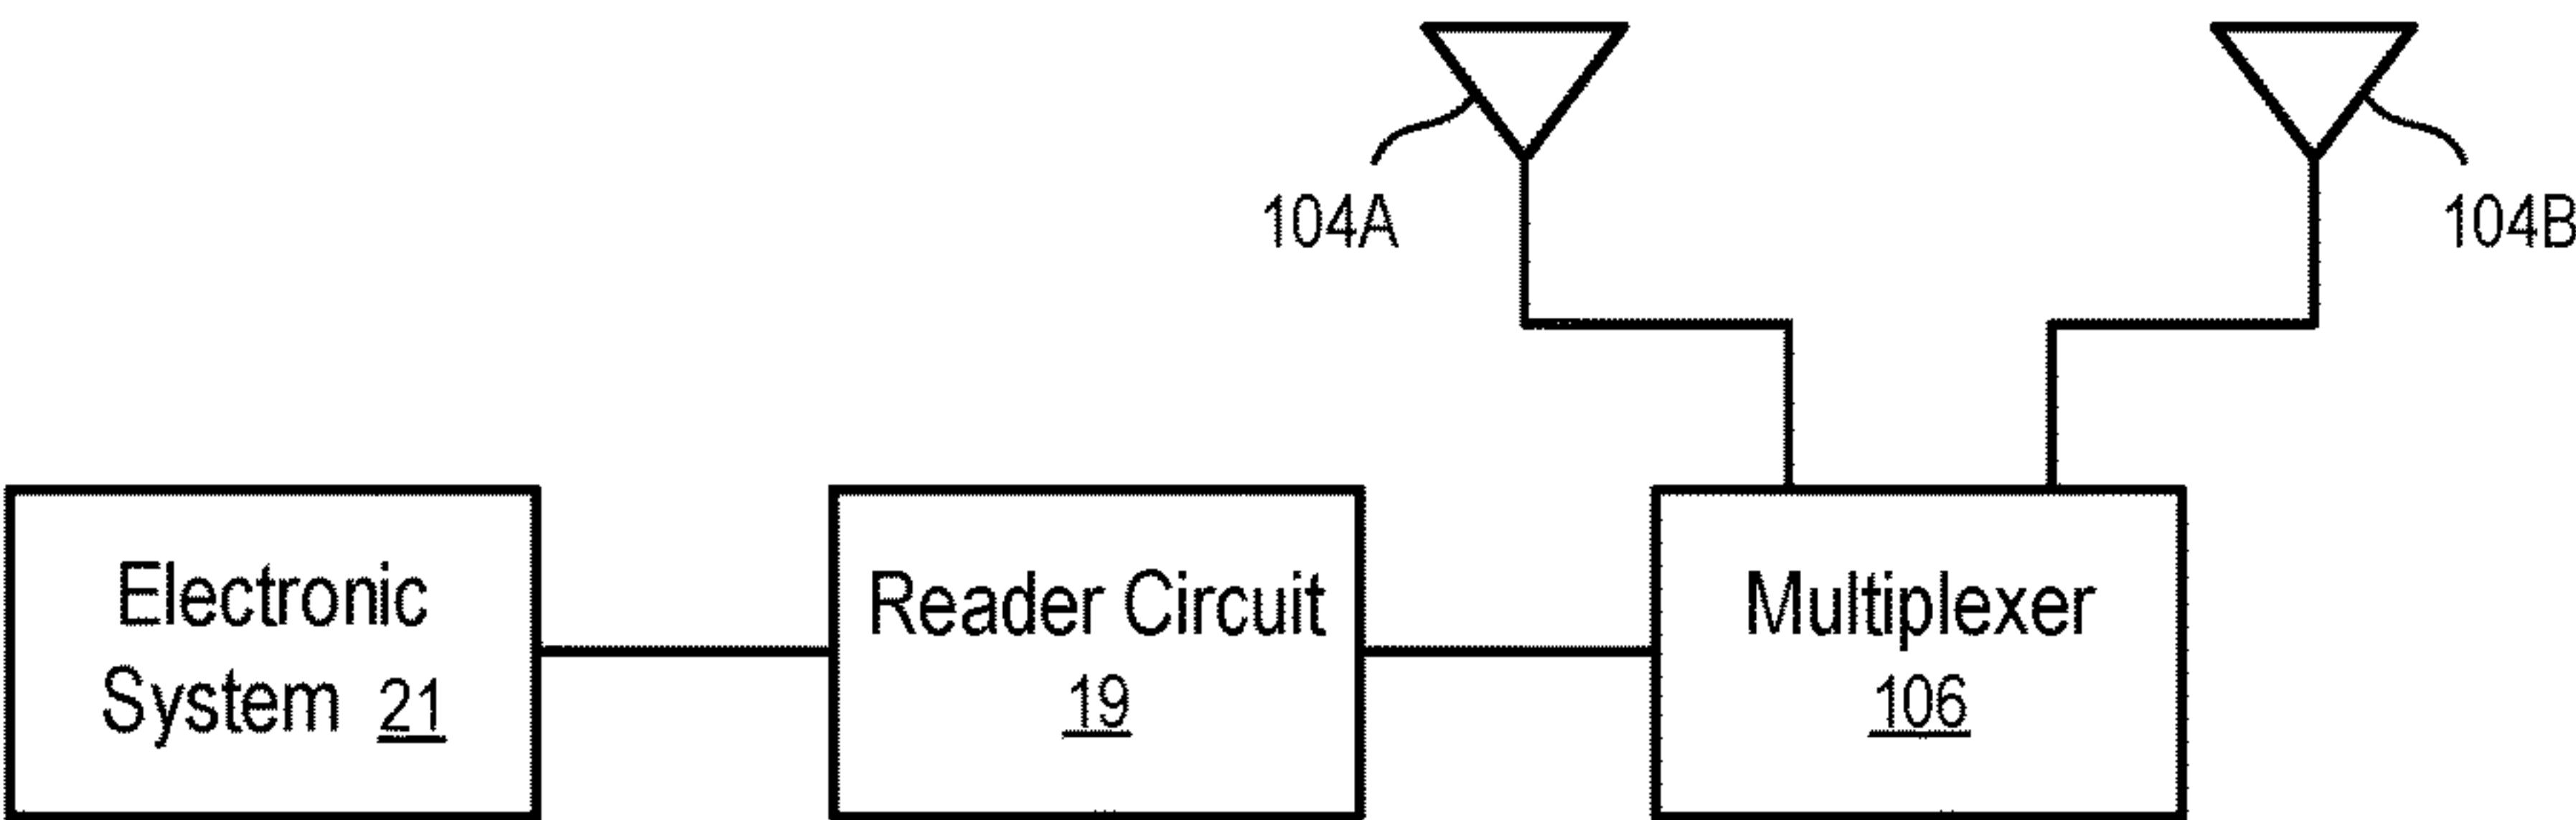 104A
104B
Electronic
System 21
Reader Circuit
19
Multiplexer
106